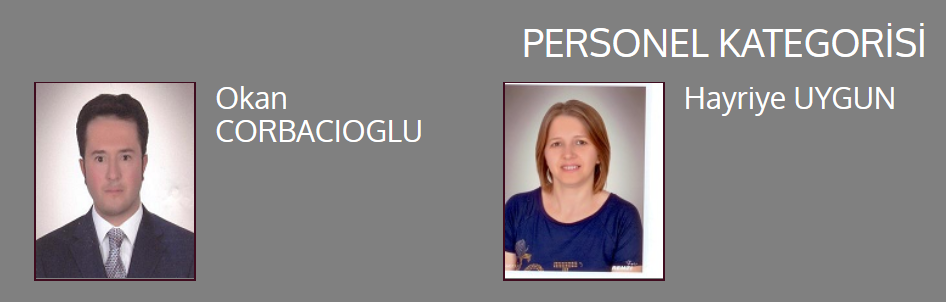 PERSONEL KATEGORİSİ
Okan
CORBACIOGLU
Hayriye UYGUN